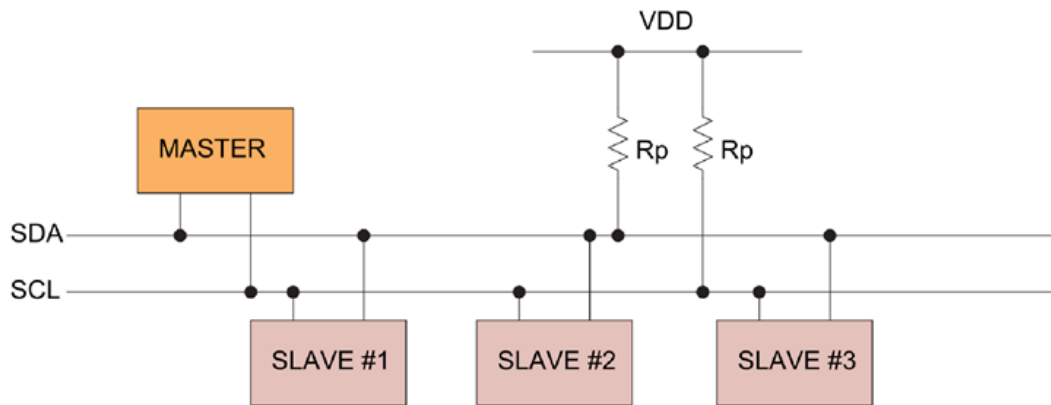 VDD
MASTER
Rp
Rp
SDA
SCL
SLAVE #1
SLAVE #2
SLAVE #3